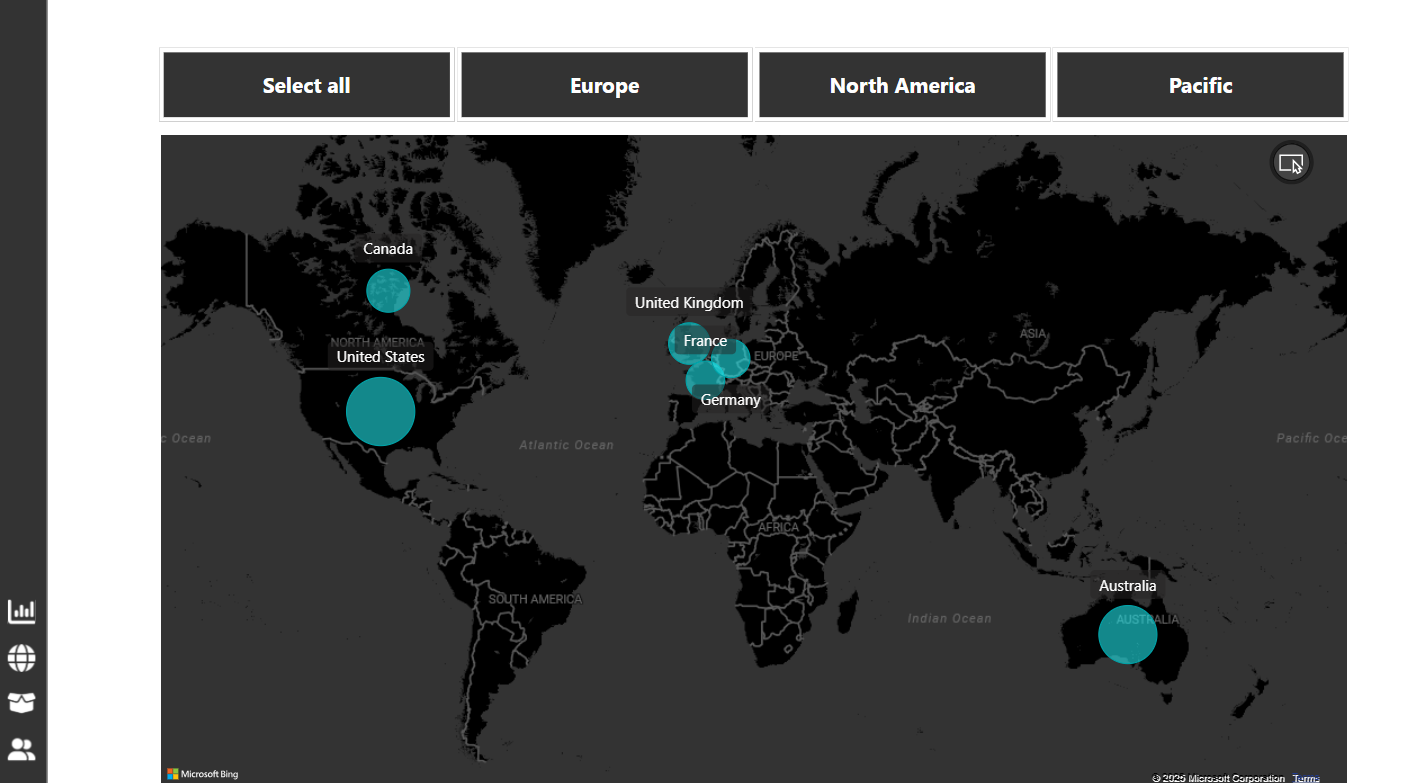 Select all
Europe
North America
Pacific
Canada
NORTH AMERICA
United States
United Kingdom
France
EUROPE
Germany
ASIA
c Ocean
Atlantic Ocean
Pacific Oce
AFRICA
SOUTH AMERICA
Indian Ocean
Australia
AUSTRALIA
Microsoft Bing
© 2025 Microsoft Corporation Terms